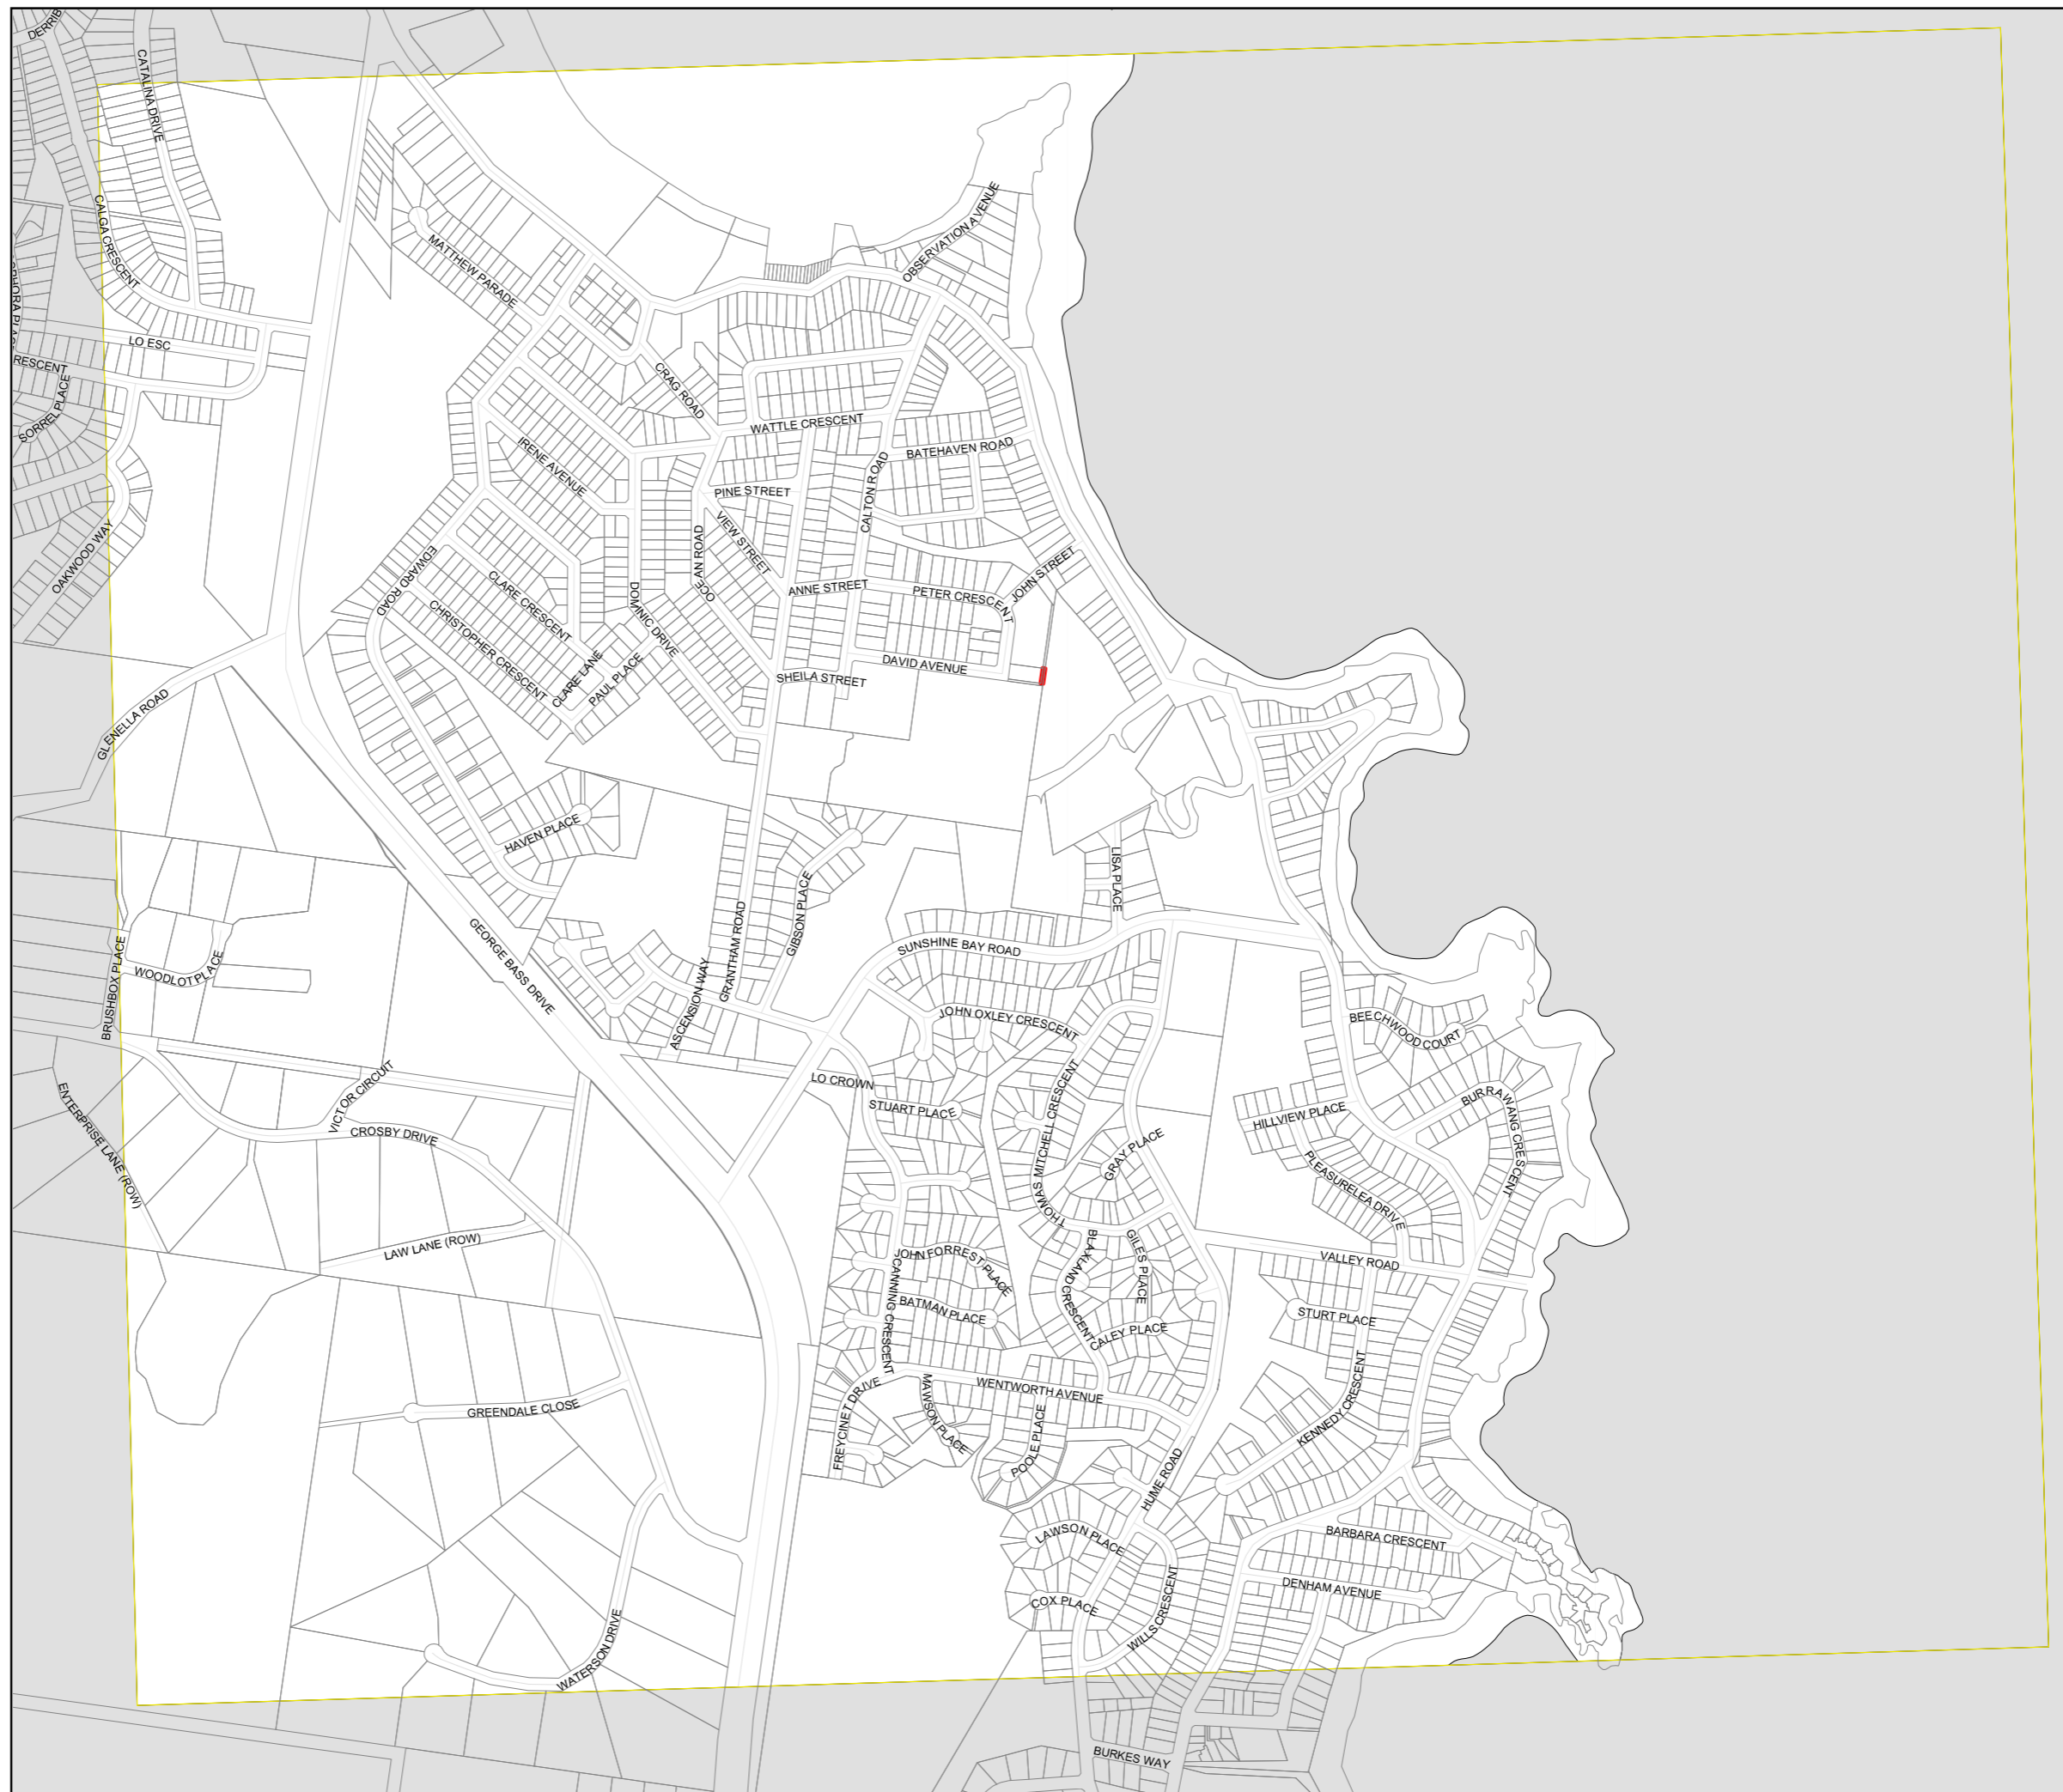 DERRIB
CATALINA DRIVE
CALGA CRESCENT
LO ESC
RESCENT
SORREL PLACE
OAKWOOD WAY
MATTHEW PARADE
OBSERVATION AVENUE
CRAG ROAD
WATTLE CRESCENT
BATEHAVEN ROAD
IRENE AVENUE
PINE STREET
CALTON ROAD
VIEW STREET
OCEAN ROAD
EDWARD ROAD
CLARE CRESCENT
DOMINIC DRIVE
ANNE STREET
PETER CRESCENT
JOHN STREET
CHRISTOPHER CRESCENT
CLARE LANE
PAUL PLACE
SHEILA STREET
DAVID AVENUE
GLENELLA ROAD
HAVEN PLACE
LISA PLACE
GEORGE BASS DRIVE
GRANTHAM ROAD
GIBSON PLACE
SUNSHINE BAY ROAD
BRUSHBOX PLACE
WOODLOT PLACE
ASCENSION WAY
JOHN OXLEY CRESCENT
BEECHWOOD COURT
ENTERPRISE LANE (ROW)
VICTOR CIRCUIT
CROSBY DRIVE
LO CROWN
STUART PLACE
THOMAS MITCHELL CRESCENT
GRAY PLACE
HILLVIEW PLACE
BURRAWANG CRESCENT
PLEASURELEA DRIVE
LAW LANE (ROW)
JOHN FORREST PLACE
CANNING CRESCENT
BLAXLAND CRESCENT
GILES PLACE
VALLEY ROAD
BATMAN PLACE
CALEY PLACE
STURT PLACE
GREENDALE CLOSE
FREYCINET DRIVE
MAWSON PLACE
WENTWORTH AVENUE
POOLE PLACE
KENNEDY CRESCENT
HUME ROAD
LAWSON PLACE
BARBARA CRESCENT
DENHAM AVENUE
COX PLACE
WILLS CRESCENT
WATERSON DRIVE
BURKES WAY